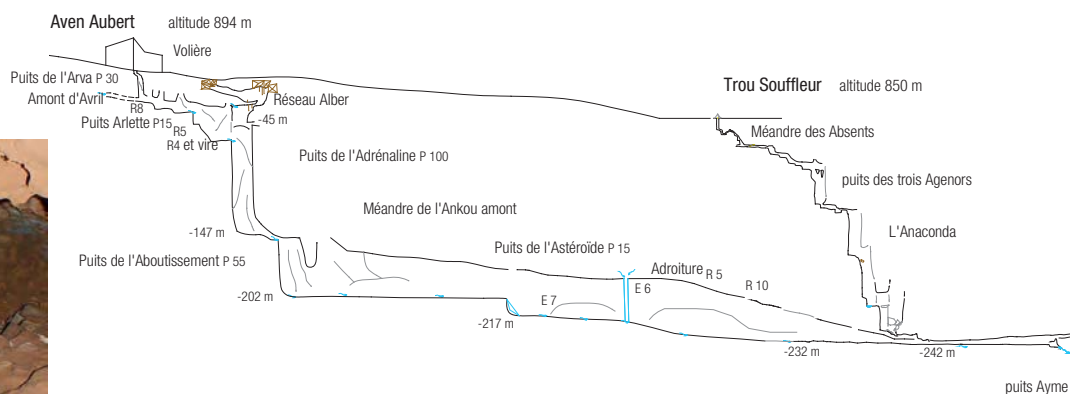 Aven Aubert altitude 894 m
Volière
Puits de l'Arva P 30
Amont d'Avril
Réseau Alber
R8
-45 m
Puits Arlette P15
R5
R4 et vire
Puits de l'Adrénaline P 100
Méandre de l'Ankou amont
-147 m
Puits de l'Aboutissement P 55
-202 m
Puits de l'Astéroïde P 15
Adroiture R 5
E 6
R 10
E 7
-217 m
Trou Souffleur altitude 850 m
Méandre des Absents
puits des trois Agenors
L'Anaconda
-232 m
-242 m
puits Ayme